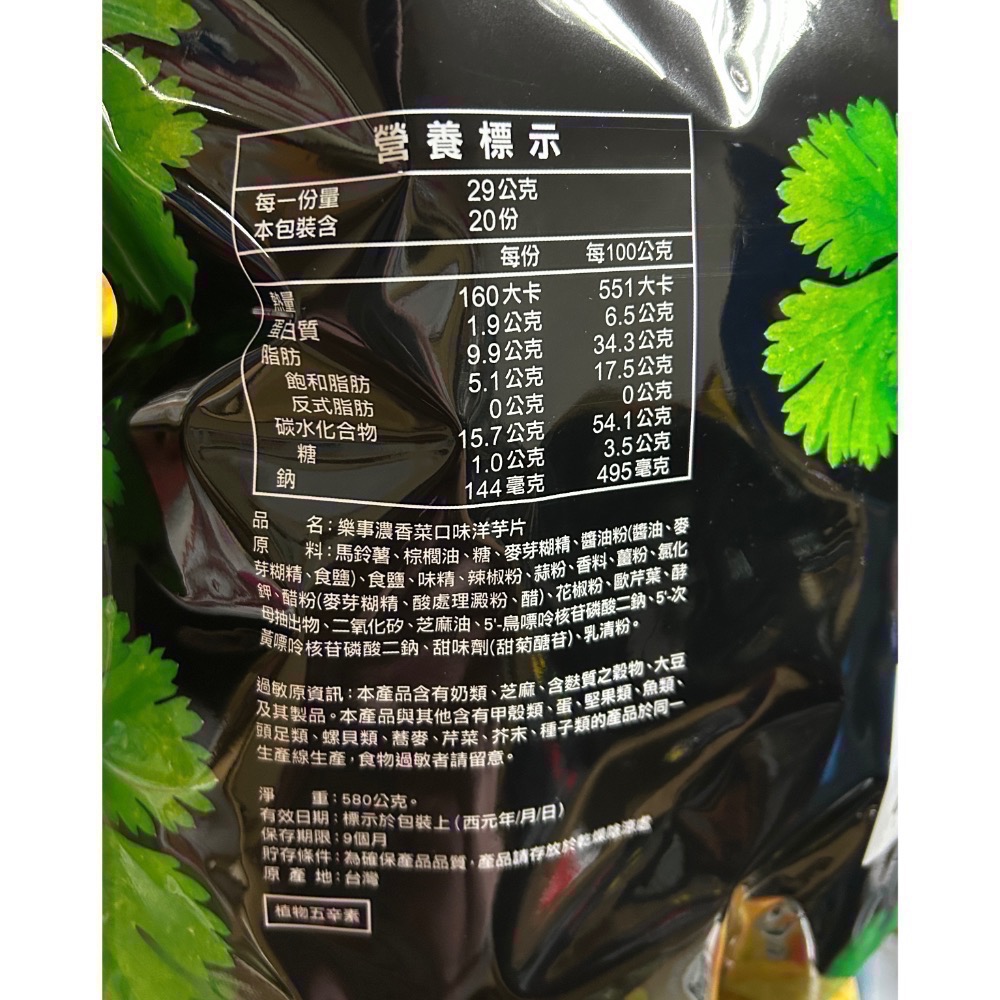 營養標示
每一份量 29公克
本包裝含 20份
每份 每100公克
熱量 160大卡 551大卡
蛋白質 1.9公克 6.5公克
脂肪 9.9公克 34.3公克
飽和脂肪 5.1公克 17.5公克
反式脂肪 0公克 0公克
碳水化合物 15.7公克 54.1公克
糖 1.0公克 3.5公克
鈉 144毫克 495毫克
品 名:樂事濃香菜口味洋芋片
原 料:馬鈴薯、棕櫚油、糖、麥芽糊精、醬油粉(醬油、麥
芽糊精、食鹽)、食鹽、味精、辣椒粉、蒜粉、香料、薑粉、氯化
鉀、醋粉(麥芽糊精、酸處理澱粉、醋)、花椒粉、歐芹葉、酵
母抽出物、二氧化矽、芝麻油、5'-鳥嘌呤核苷磷酸二鈉、5'-次
黃嘌呤核苷磷酸二鈉、甜味劑(甜菊醣苷)、乳清粉。
過敏原資訊:本產品含有奶類、芝麻、含麩質之穀物、大豆
及其製品。本產品與其他含有甲殼類、蛋、堅果類、魚類、
頭足類、螺貝類、蕎麥、芹菜、芥末、種子類的產品於同一
生產線生產,食物過敏者請留意。
淨 重:580公克。
有效日期:標示於包裝上(西元年/月/日)
保存期限:9個月
貯存條件:為確保產品品質,產品請存放於乾燥陰涼處
原 產 地:台灣
植物五辛素